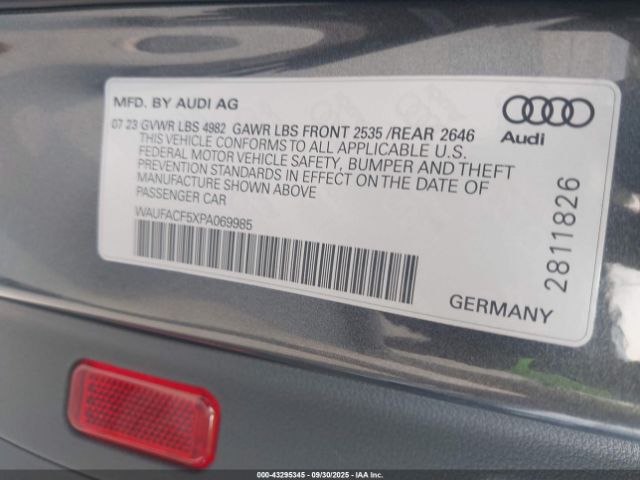 MFD. BY AUDI AG
07 23 GVWR LBS 4982 GAWR LBS FRONT 2535 /REAR 2646
THIS VEHICLE CONFORMS TO ALL APPLICABLE U.S.
FEDERAL MOTOR VEHICLE SAFETY, BUMPER AND THEFT
PREVENTION STANDARDS IN EFFECT ON THE DATE OF
MANUFACTURE SHOWN ABOVE
PASSENGER CAR
WAUFACF5XPA069985
Audi
2811826
GERMANY
000-43295345 - 09/30/2025 - IAA Inc.